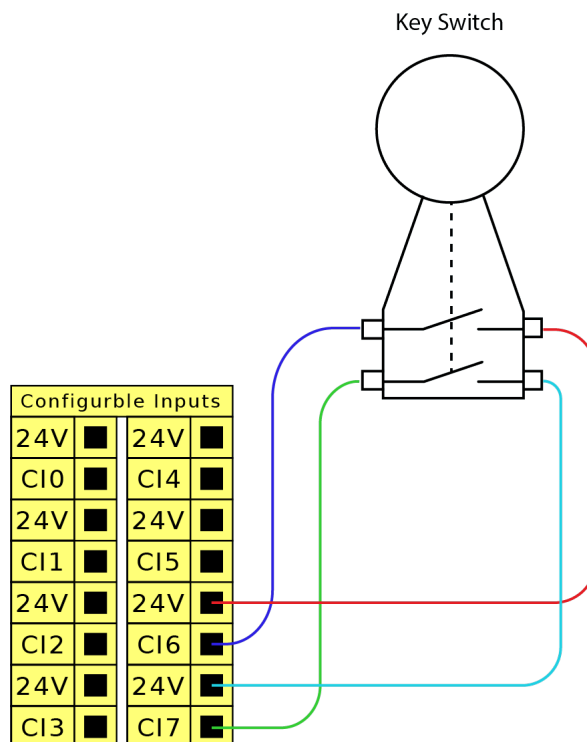 Key Switch
Configurble Inputs
24V 24V
CI0 CI4
24V 24V
CI1 CI5
24V 24V
CI2 CI6
24V 24V
CI3 CI7